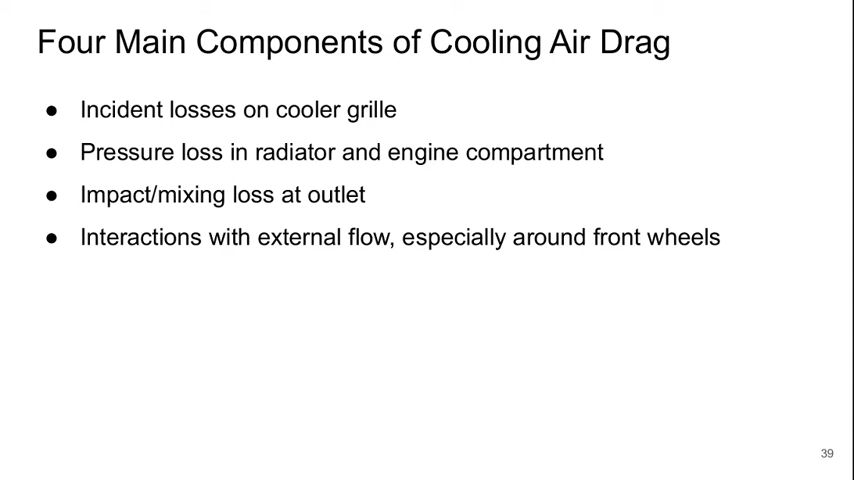 Four Main Components of Cooling Air Drag
● Incident losses on cooler grille
● Pressure loss in radiator and engine compartment
● Impact/mixing loss at outlet
● Interactions with external flow, especially around front wheels
39